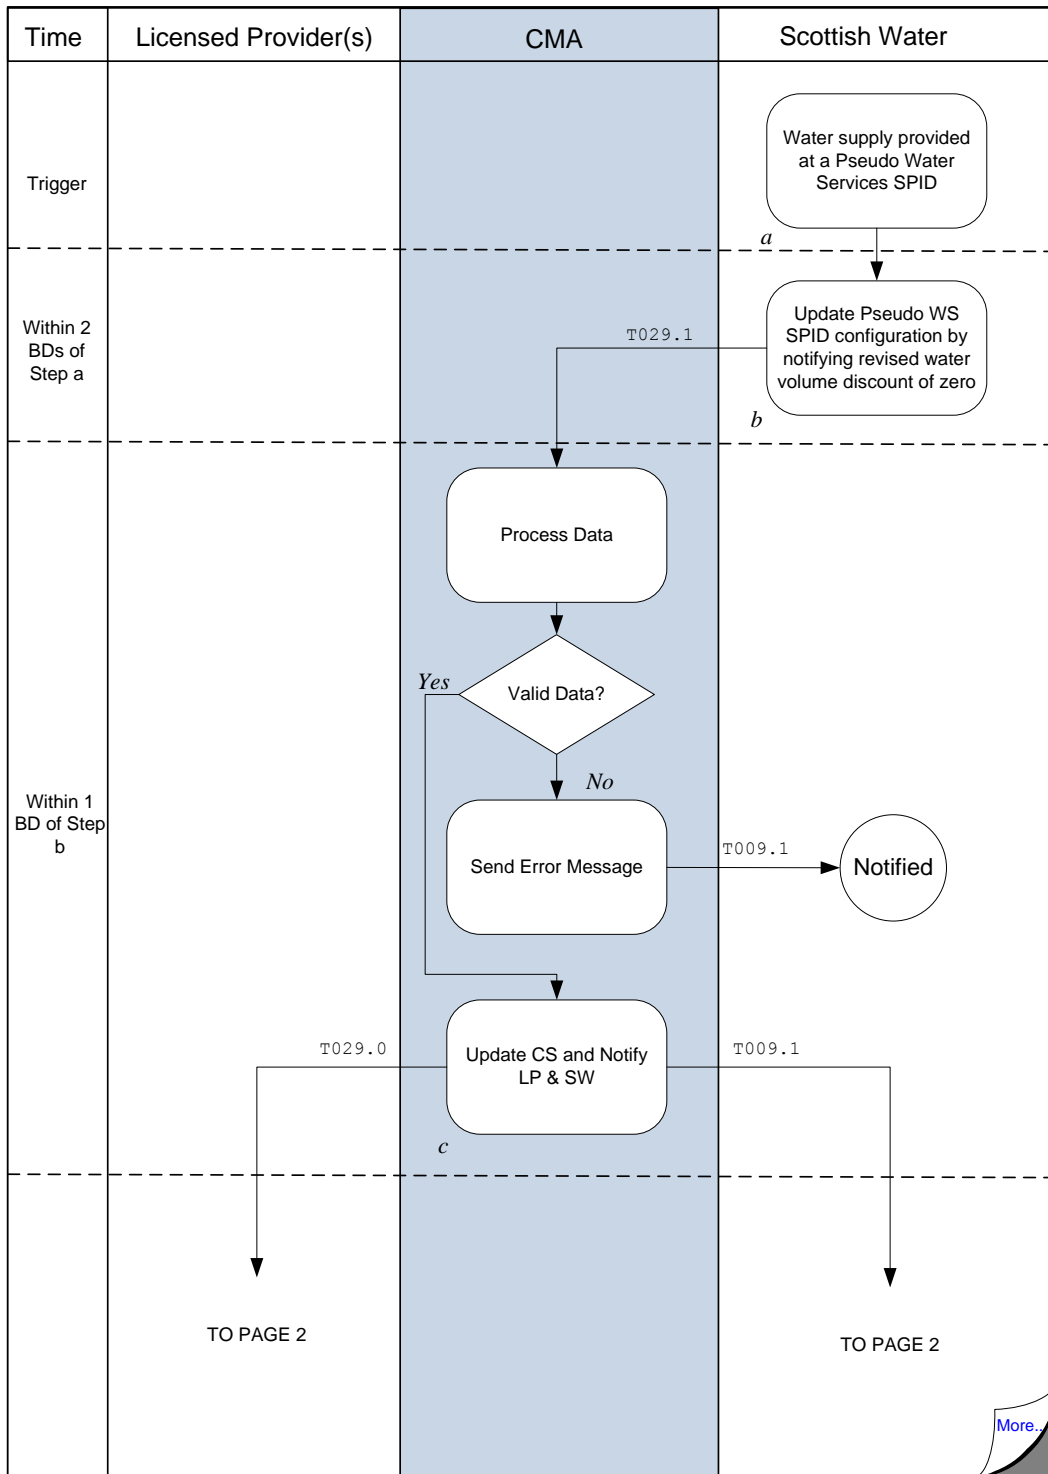 Time
Licensed Provider(s)
CMA
Scottish Water
Trigger
Water supply provided
at a Pseudo Water
Services SPID
a
Within 2
BDs of
Step a
Update Pseudo WS
SPID configuration by
notifying revised water
volume discount of zero
T029.1
b
Process Data
Valid Data?
Yes
No
Within 1
BD of Step
b
Send Error Message
T009.1
Notified
T029.0
Update CS and Notify
LP & SW
T009.1
c
TO PAGE 2
TO PAGE 2
More..